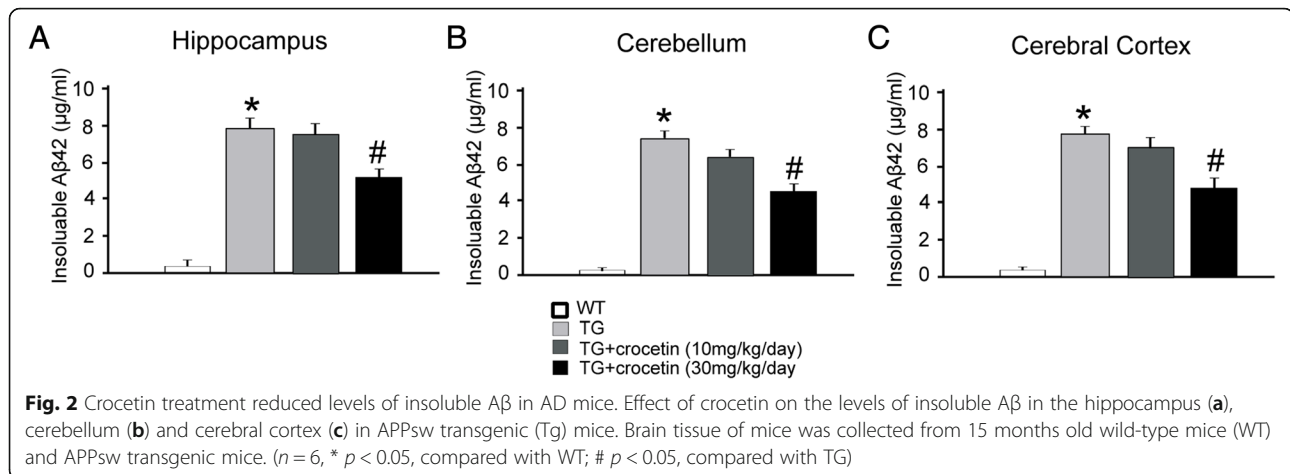 A Hippocampus
Insoluable Aβ42 (µg/ml)
10
8
6
4
2
0
*
#
B Cerebellum
Insoluable Aβ42 (µg/ml)
10
8
6
4
2
0
*
#
C Cerebral Cortex
Insoluable Aβ42 (µg/ml)
10
8
6
4
2
0
*
#
WT
TG
TG+crocetin (10mg/kg/day)
TG+crocetin (30mg/kg/day
Fig. 2 Crocetin treatment reduced levels of insoluble Aβ in AD mice. Effect of crocetin on the levels of insoluble Aβ in the hippocampus (a),
cerebellum (b) and cerebral cortex (c) in APPsw transgenic (Tg) mice. Brain tissue of mice was collected from 15 months old wild-type mice (WT)
and APPsw transgenic mice. (n = 6, * p < 0.05, compared with WT; # p < 0.05, compared with TG)